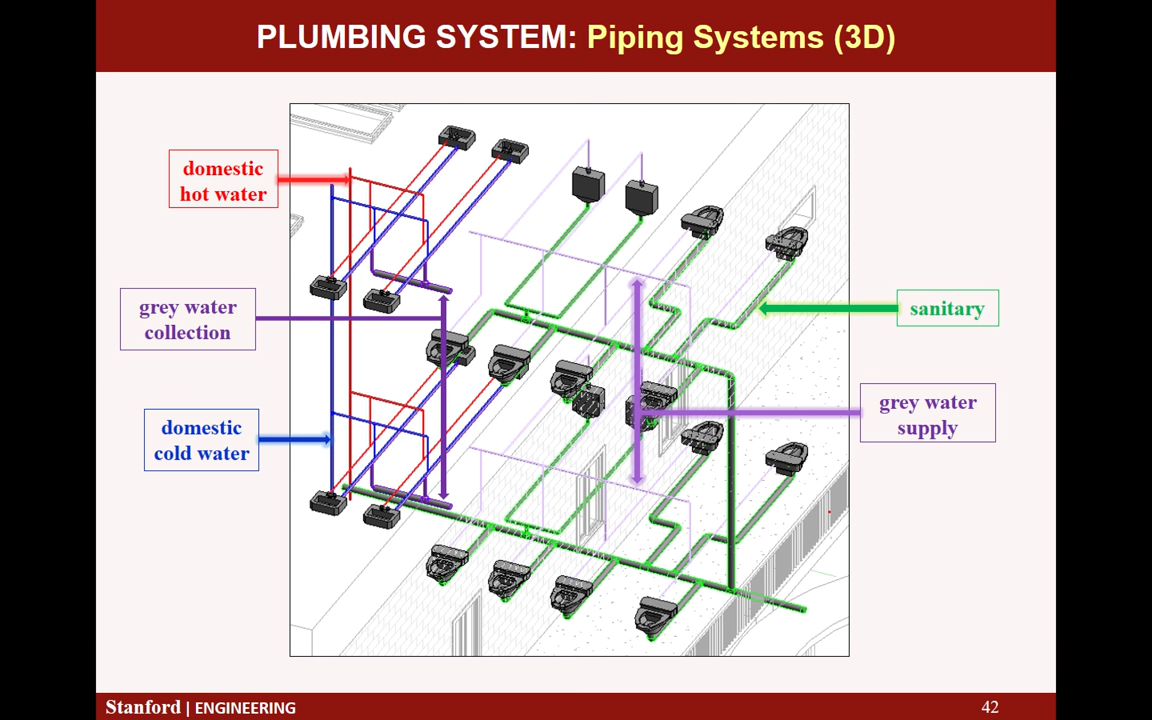 PLUMBING SYSTEM: Piping Systems (3D)
domestic
hot water
grey water
collection
domestic
cold water
sanitary
grey water
supply
Stanford | ENGINEERING
42